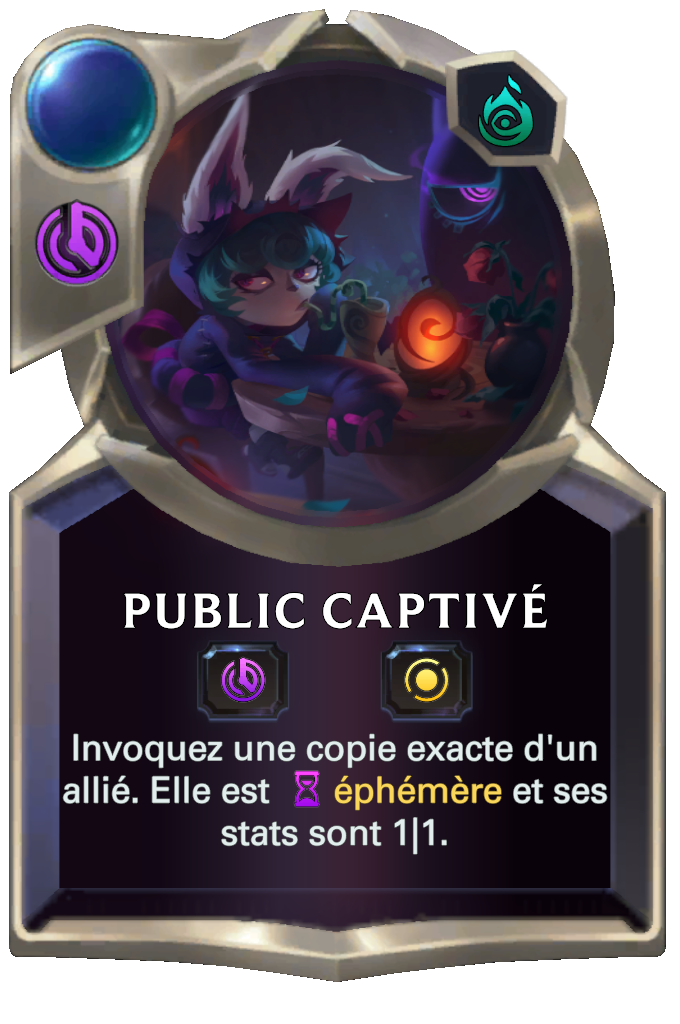 PUBLIC CAPTIVÉ
Invoquez une copie exacte d'un
allié. Elle est éphémère et ses
stats sont 1|1.